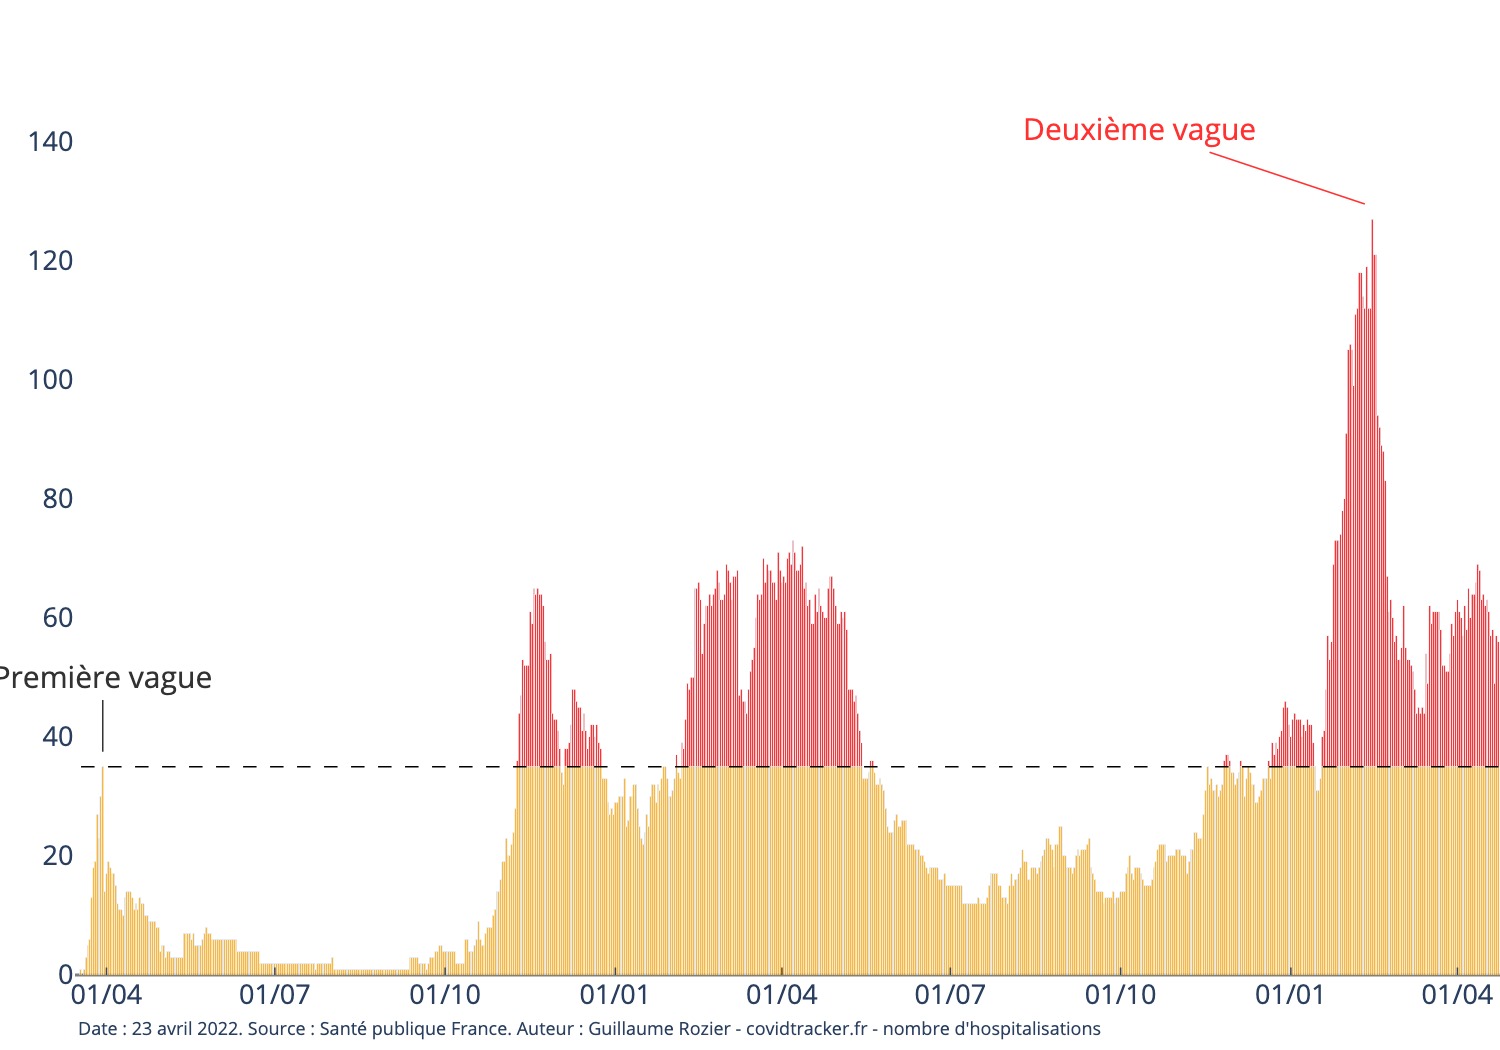 Deuxième vague
140
120
100
80
60
Première vague
40
20
0
01/04 01/07 01/10 01/01 01/04 01/07 01/10 01/01 01/04
Date : 23 avril 2022. Source : Santé publique France. Auteur : Guillaume Rozier - covidtracker.fr - nombre d'hospitalisations